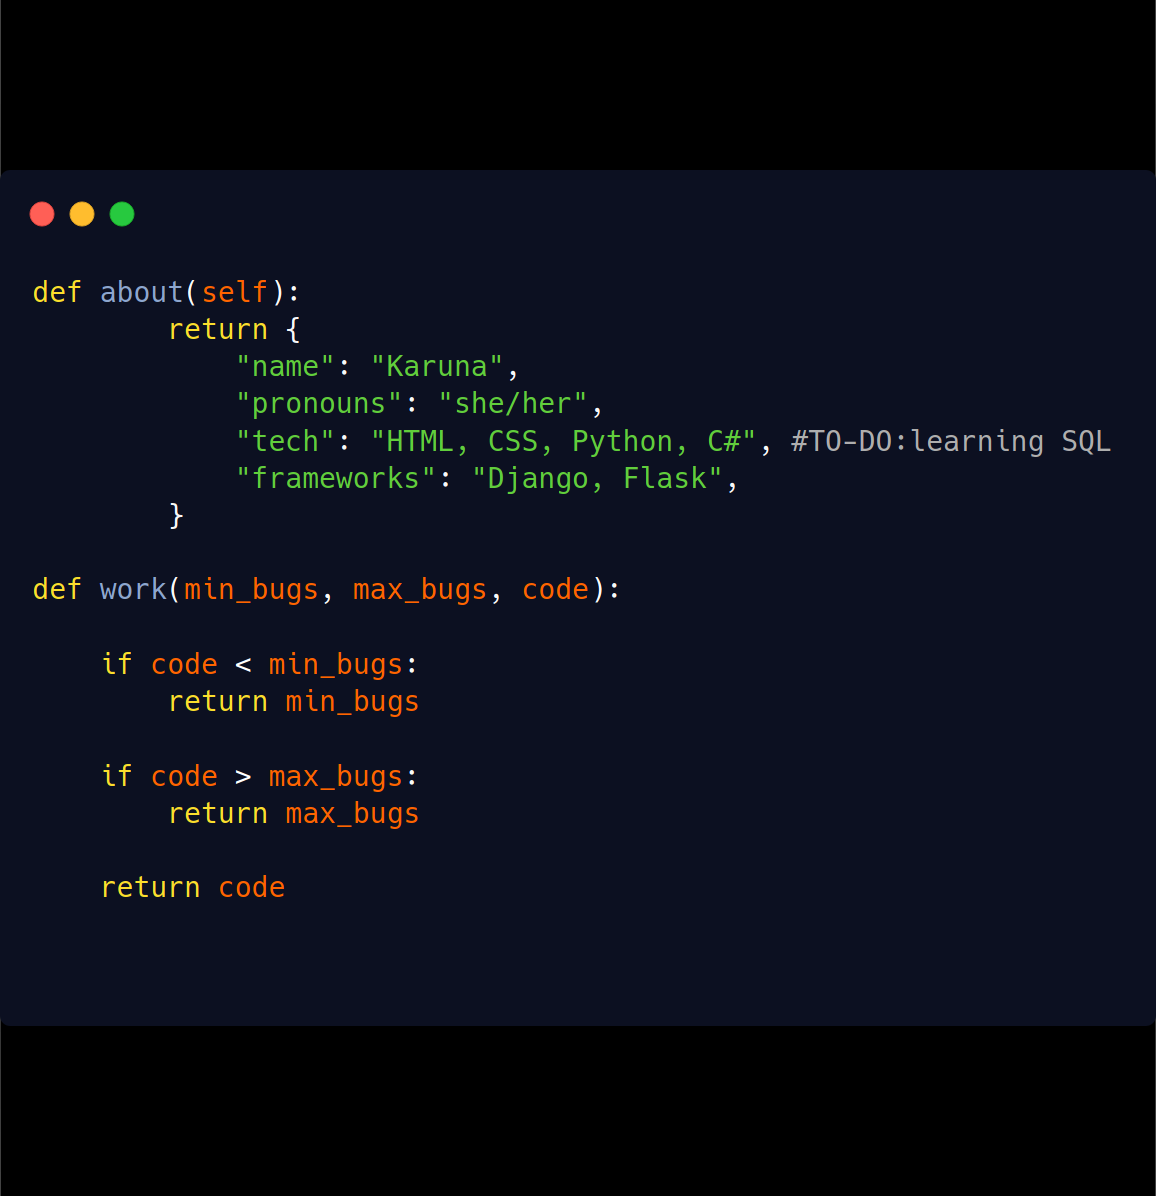 def about(self):
        return {
            "name": "Karuna",
            "pronouns": "she/her",
            "tech": "HTML, CSS, Python, C#", #TO-DO:learning SQL
            "frameworks": "Django, Flask",
        }
def work(min_bugs, max_bugs, code):
    if code < min_bugs:
        return min_bugs
    if code > max_bugs:
        return max_bugs
    return code